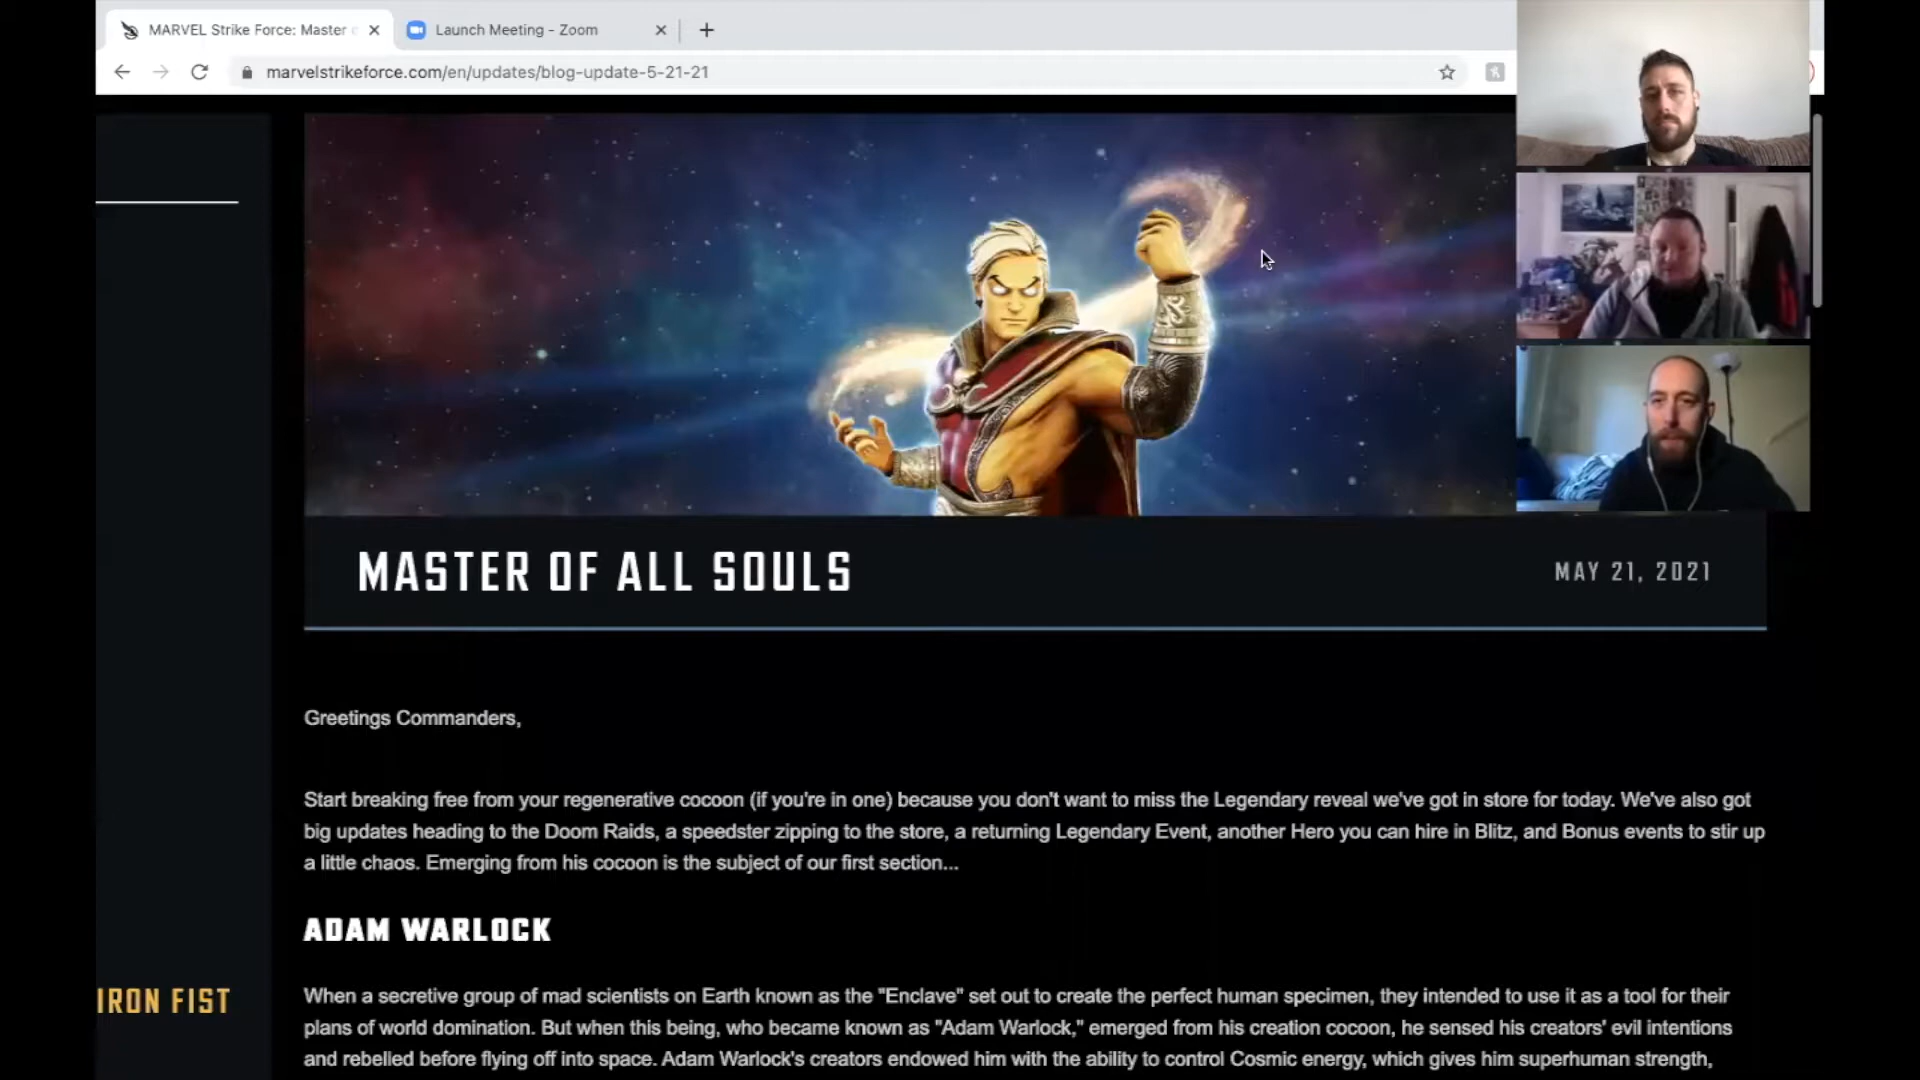 MARVEL Strike Force: Master
Launch Meeting - Zoom
marvelstrikeforce.com/en/updates/blog-update-5-21-21
MASTER OF ALL SOULS
MAY 21, 2021
Greetings Commanders,
Start breaking free from your regenerative cocoon (if you're in one) because you don't want to miss the Legendary reveal we've got in store for today. We've also got
big updates heading to the Doom Raids, a speedster zipping to the store, a returning Legendary Event, another Hero you can hire in Blitz, and Bonus events to stir up
a little chaos. Emerging from his cocoon is the subject of our first section...
ADAM WARLOCK
IRON FIST
When a secretive group of mad scientists on Earth known as the "Enclave" set out to create the perfect human specimen, they intended to use it as a tool for their
plans of world domination. But when this being, who became known as "Adam Warlock," emerged from his creation cocoon, he sensed his creators' evil intentions
and rebelled before flying off into space. Adam Warlock's creators endowed him with the ability to control Cosmic energy, which gives him superhuman strength,